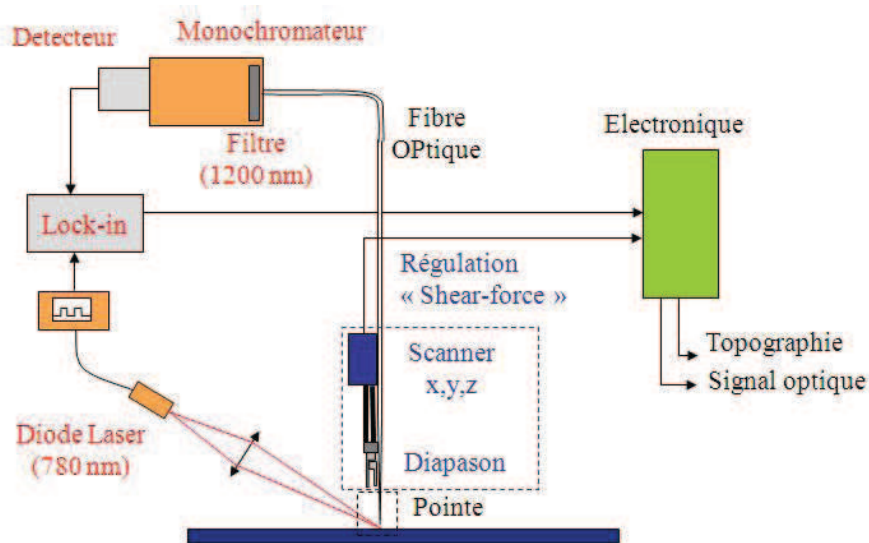 Monochromateur
Detecteur
Fibre
OPtique
Electronique
Filtre
(1200 nm)
Lock-in
Régulation
« Shear-force »
Scanner
x,y,z
Topographie
Signal optique
Diode Laser
(780 nm)
Diapason
Pointe